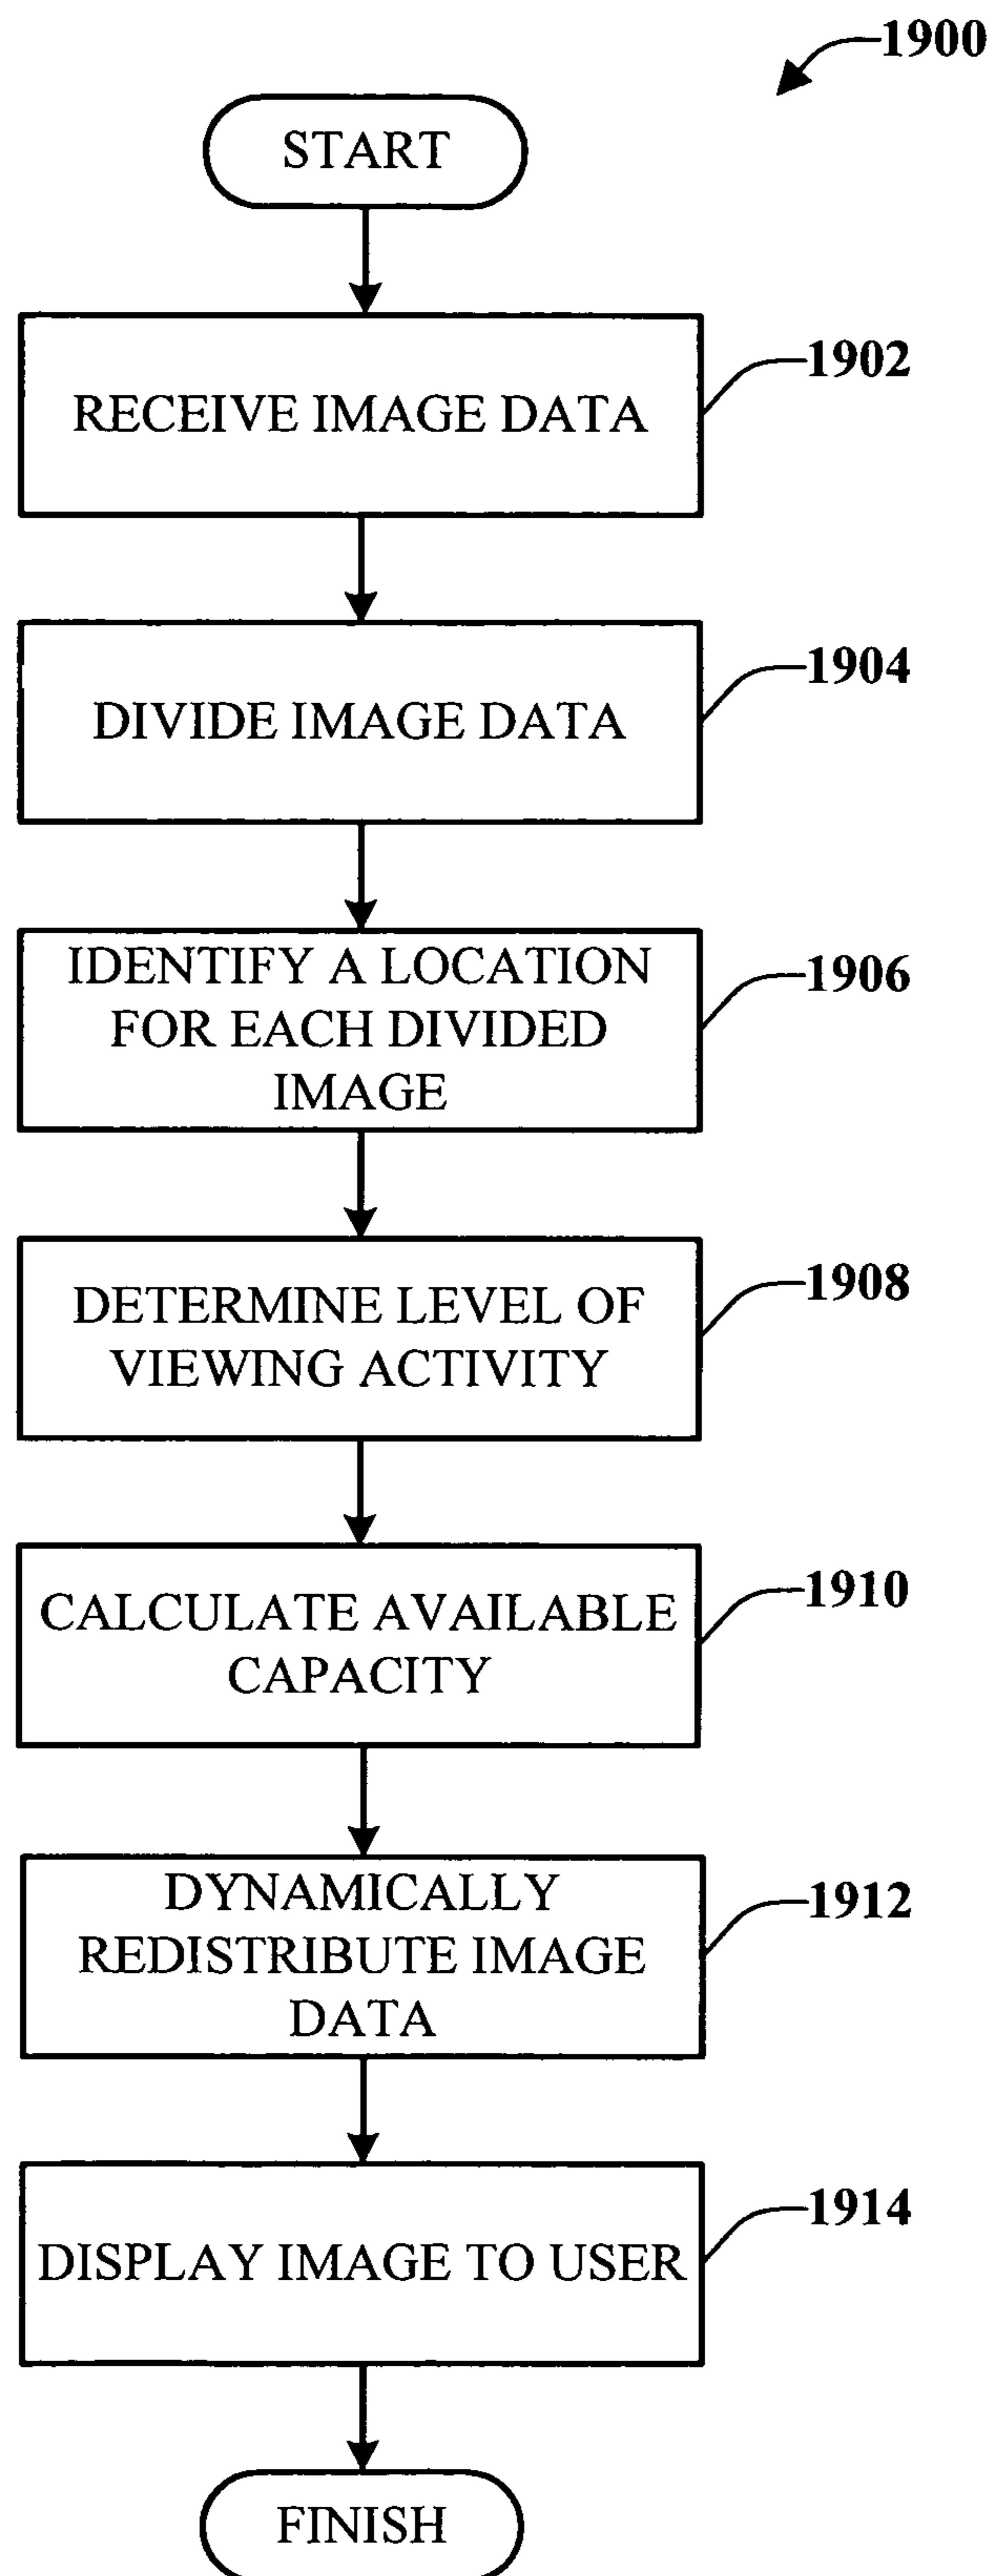 1900
START
RECEIVE IMAGE DATA
1902
DIVIDE IMAGE DATA
1904
IDENTIFY A LOCATION
FOR EACH DIVIDED
IMAGE
1906
DETERMINE LEVEL OF
VIEWING ACTIVITY
1908
CALCULATE AVAILABLE
CAPACITY
1910
DYNAMICALLY
REDISTRIBUTE IMAGE
DATA
1912
DISPLAY IMAGE TO USER
1914
FINISH